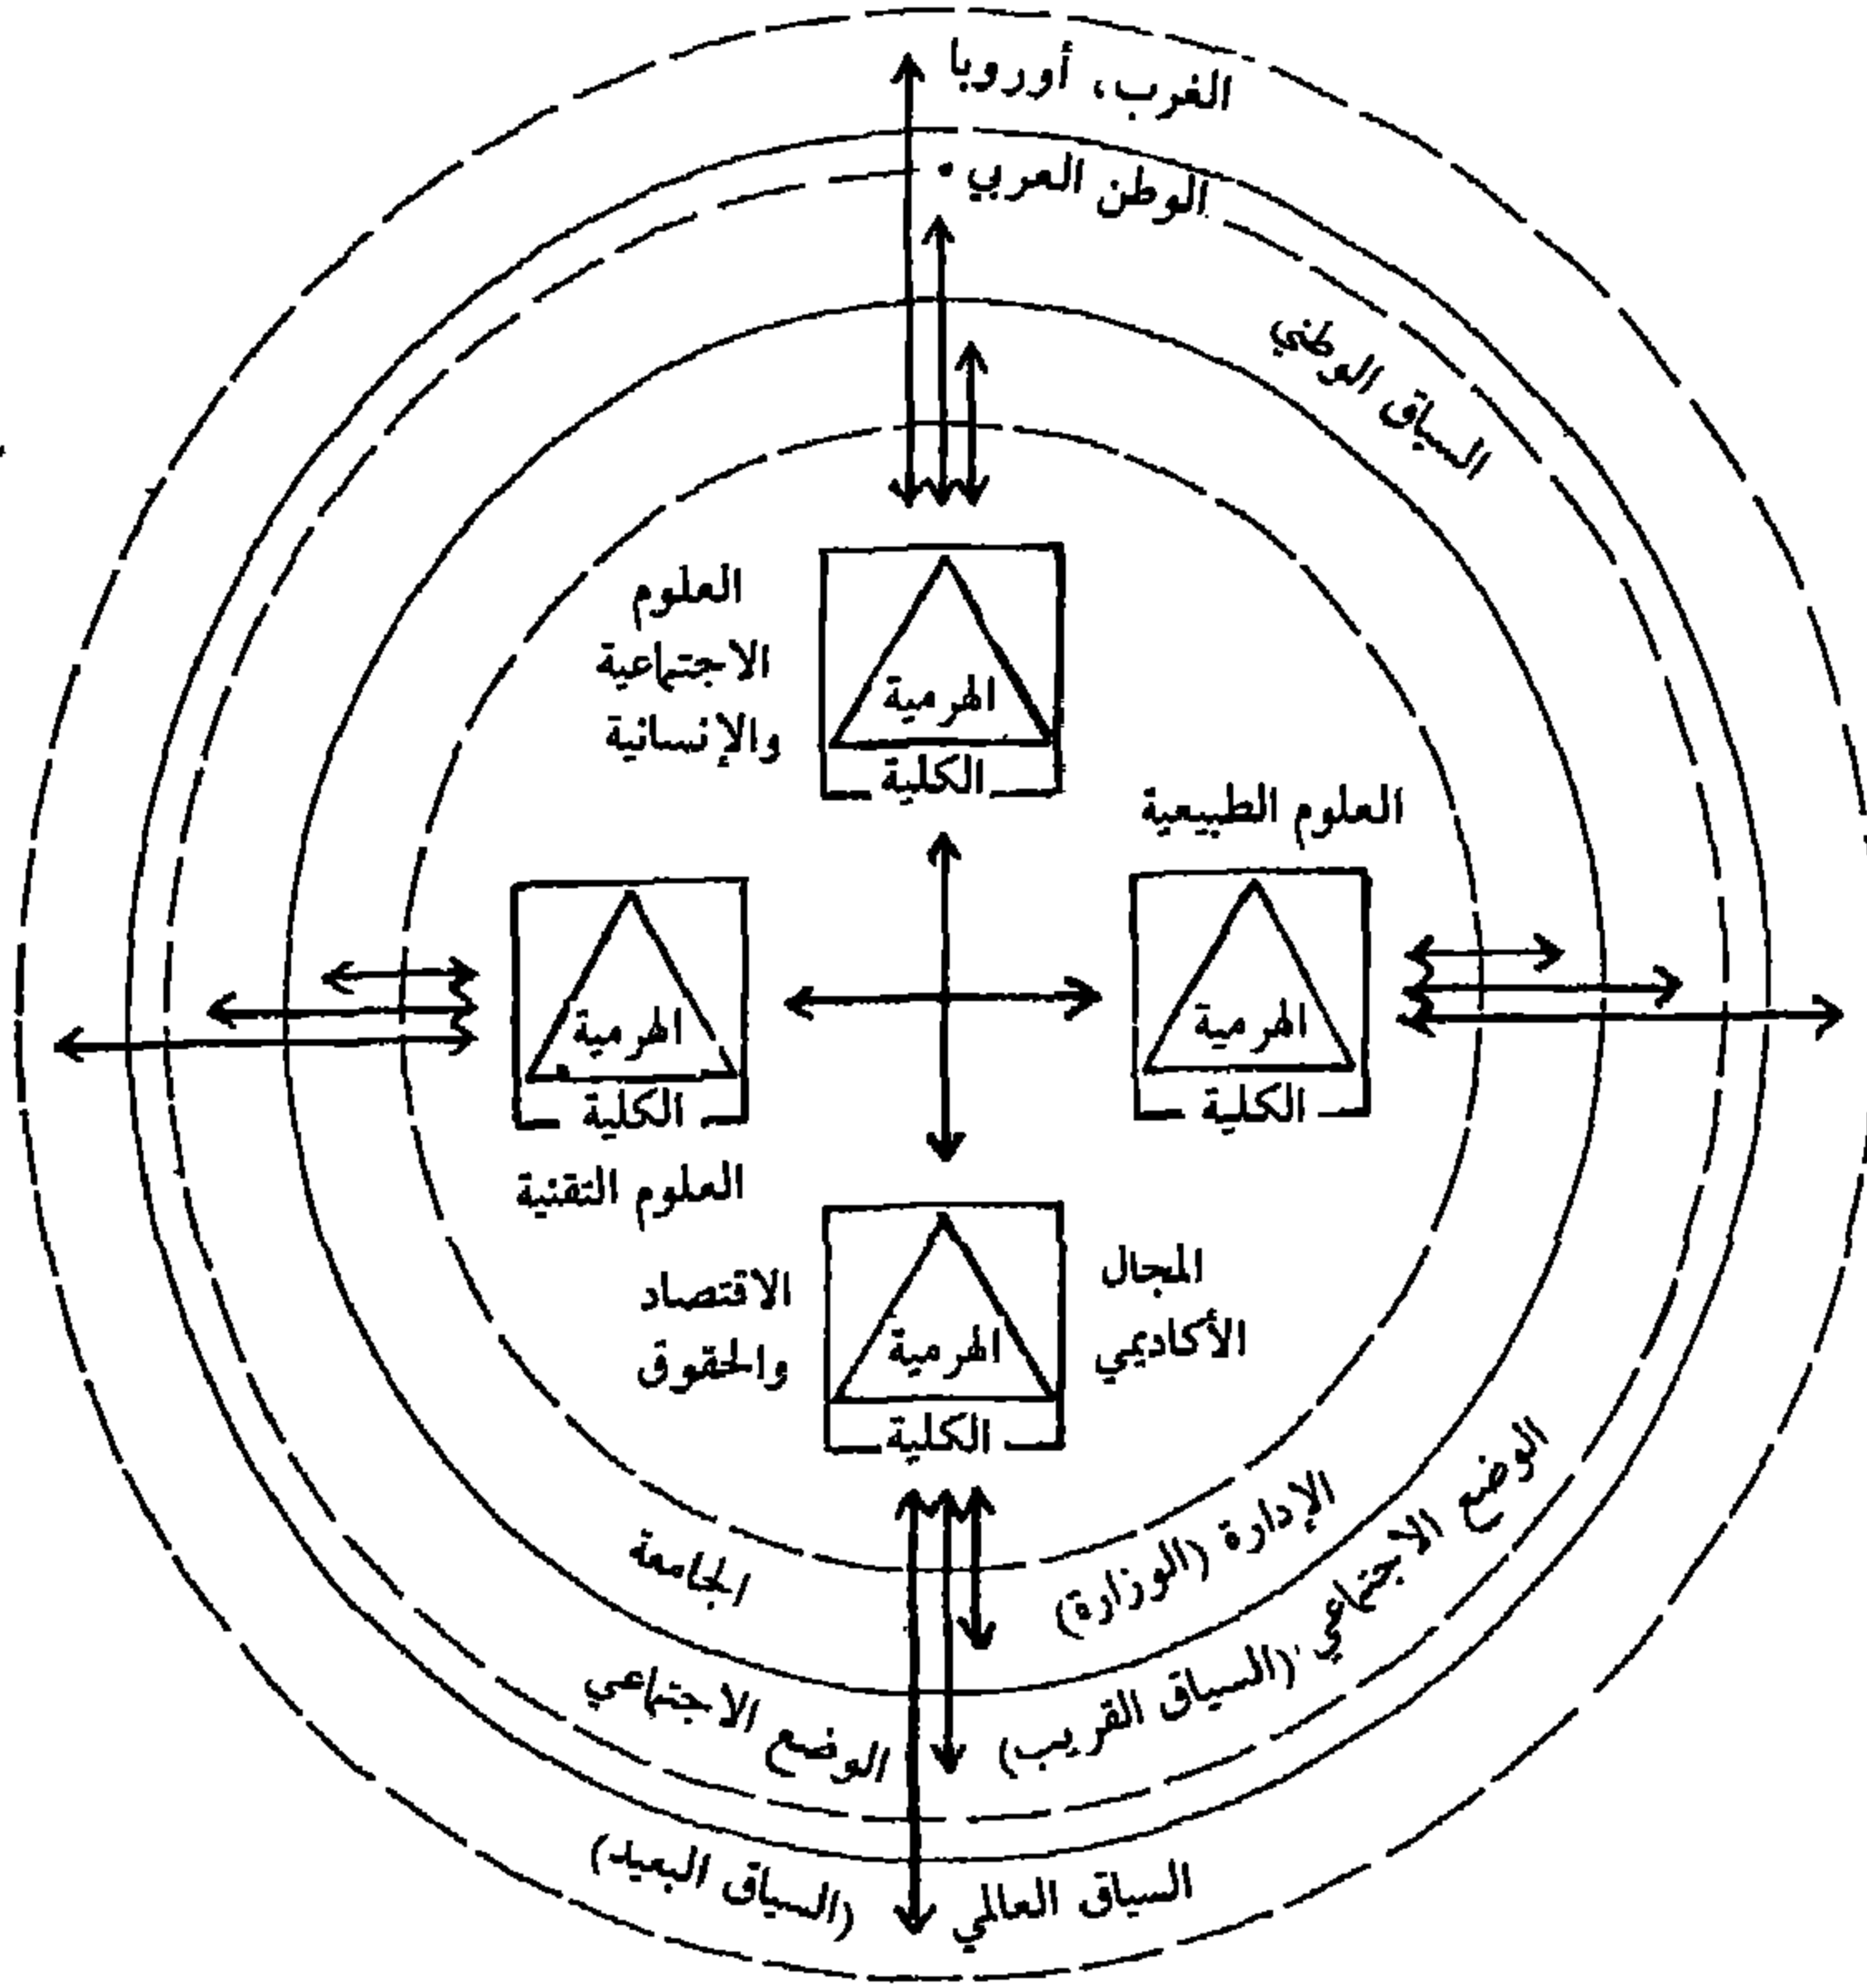 الغرب، أوروبا
الوطن العربي
السياق الوطني
العلوم
الاجتماعية
والإنسانية
الهرمية
الكلية
العلوم الطبيعية
الهرمية
الكلية
الهرمية
الكلية
العلوم التقنية
المجال
الأكاديمي
الاقتصاد
والحقوق
الهرمية
الكلية
الإدارة (الوزارة)
الجامعة
الوضع الاجتماعي (السياق القريب)
الوضع الاجتماعي
السياق العالمي
(السياق البعيد)